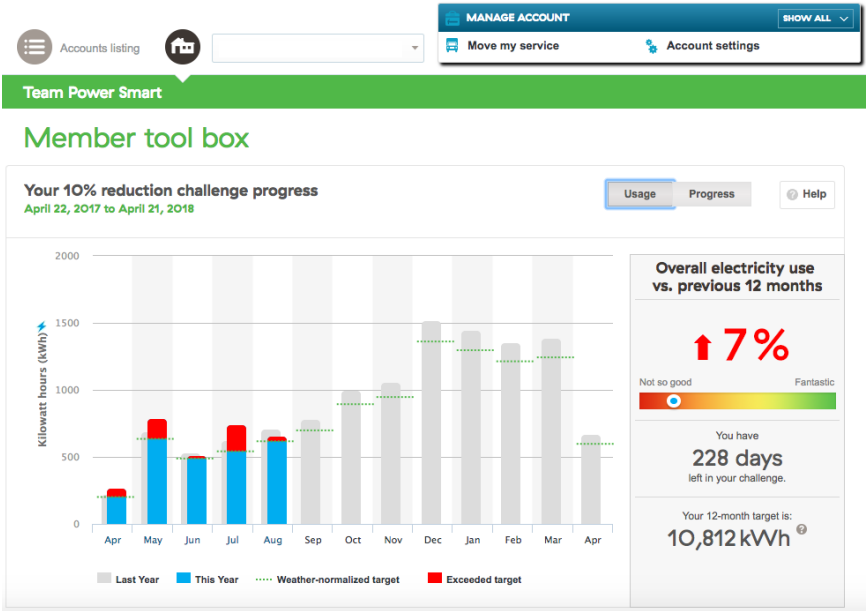 MANAGE ACCOUNT
SHOW ALL
Accounts listing
Move my service
Account settings
Team Power Smart
Member tool box
Your 10% reduction challenge progress
April 22, 2017 to April 21, 2018
Usage
Progress
? Help
2000
1500
1000
500
0
Kilowatt hours (kWh)
Apr May Jun Jul Aug Sep Oct Nov Dec Jan Feb Mar Apr
Last Year This Year Weather-normalized target Exceeded target
Overall electricity use
vs. previous 12 months
7%
Not so good Fantastic
You have
228 days
left in your challenge.
Your 12-month target is:
10,812 kWh ?